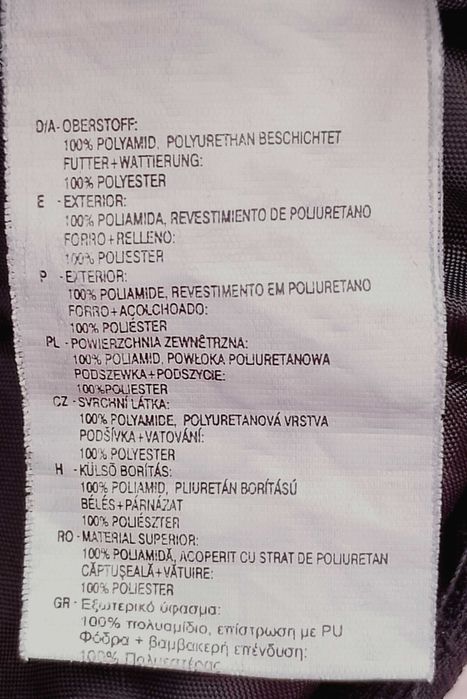 D/A - OBERSTOFF:
100% POLYAMID, POLYURETHAN BESCHICHTET
FUTTER+WATTIERUNG:
100% POLYESTER
E - EXTERIOR:
100% POLIAMIDA, REVESTIMIENTO DE POLIURETANO
FORRO+RELLENO:
100% POLIESTER
P - EXTERIOR:
100% POLIAMIDE, REVESTIMENTO EM POLIURETANO
FORRO+ACOLCHOADO:
100% POLIÉSTER
PL - POWIERZCHNIA ZEWNĘTRZNA:
100% POLIAMID, POWŁOKA POLIURETANOWA
PODSZEWKA+PODSZYCIE:
100%POLIESTER
CZ - SVRCHNÍ LÁTKA:
100% POLYAMIDE, POLYURETANOVÁ VRSTVA
PODŠÍVKA+VATOVÁNÍ:
100% POLYESTER
H - KÜLSŐ BORÍTÁS:
100% POLIAMID, PLIURETÁN BORÍTÁSÚ
BÉLÉS+PÁRNÁZAT
100% POLIÉSZTER
RO - MATERIAL SUPERIOR:
100% POLIAMIDĂ, ACOPERIT CU STRAT DE POLIURETAN
CĂPTUŞEALĂ+VĂTUIRE:
100% POLIESTER
GR - Εξωτερικό ύφασμα:
100% πολυαμίδιο, επίστρωση με PU
Φόδρα + βαμβακερή επένδυση:
100% Πολυεστέρας